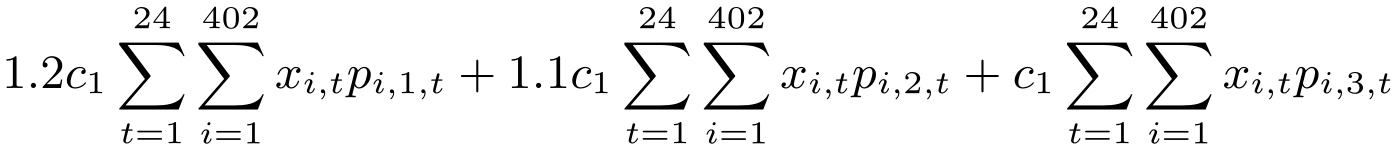 $1.2c_1 \sum_{t=1}^{24} \sum_{i=1}^{402} x_{i,t} p_{i,1,t} + 1.1c_1 \sum_{t=1}^{24} \sum_{i=1}^{402} x_{i,t} p_{i,2,t} + c_1 \sum_{t=1}^{24} \sum_{i=1}^{402} x_{i,t} p_{i,3,t}$